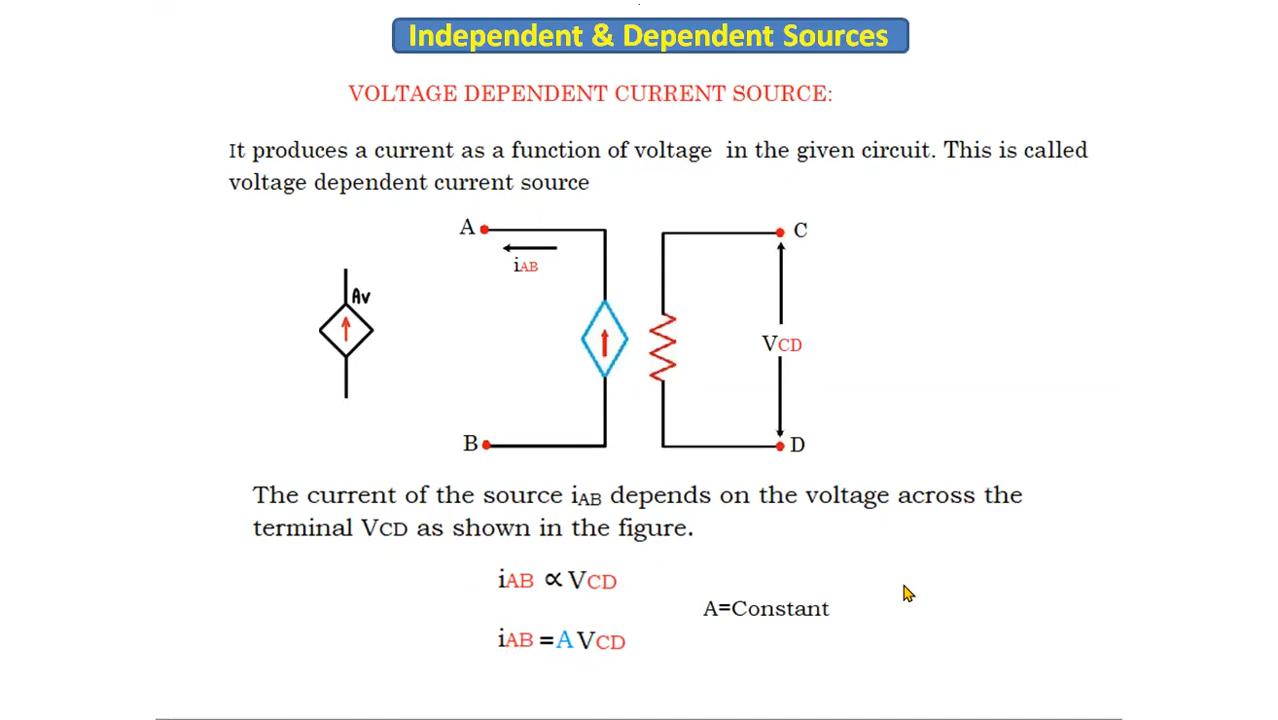 Independent & Dependent Sources
VOLTAGE DEPENDENT CURRENT SOURCE:
It produces a current as a function of voltage in the given circuit. This is called
voltage dependent current source
A
C
iAB
Av
VCD
B
D
The current of the source iAB depends on the voltage across the
terminal VCD as shown in the figure.
iAB ∝ VCD
A=Constant
iAB =A VCD